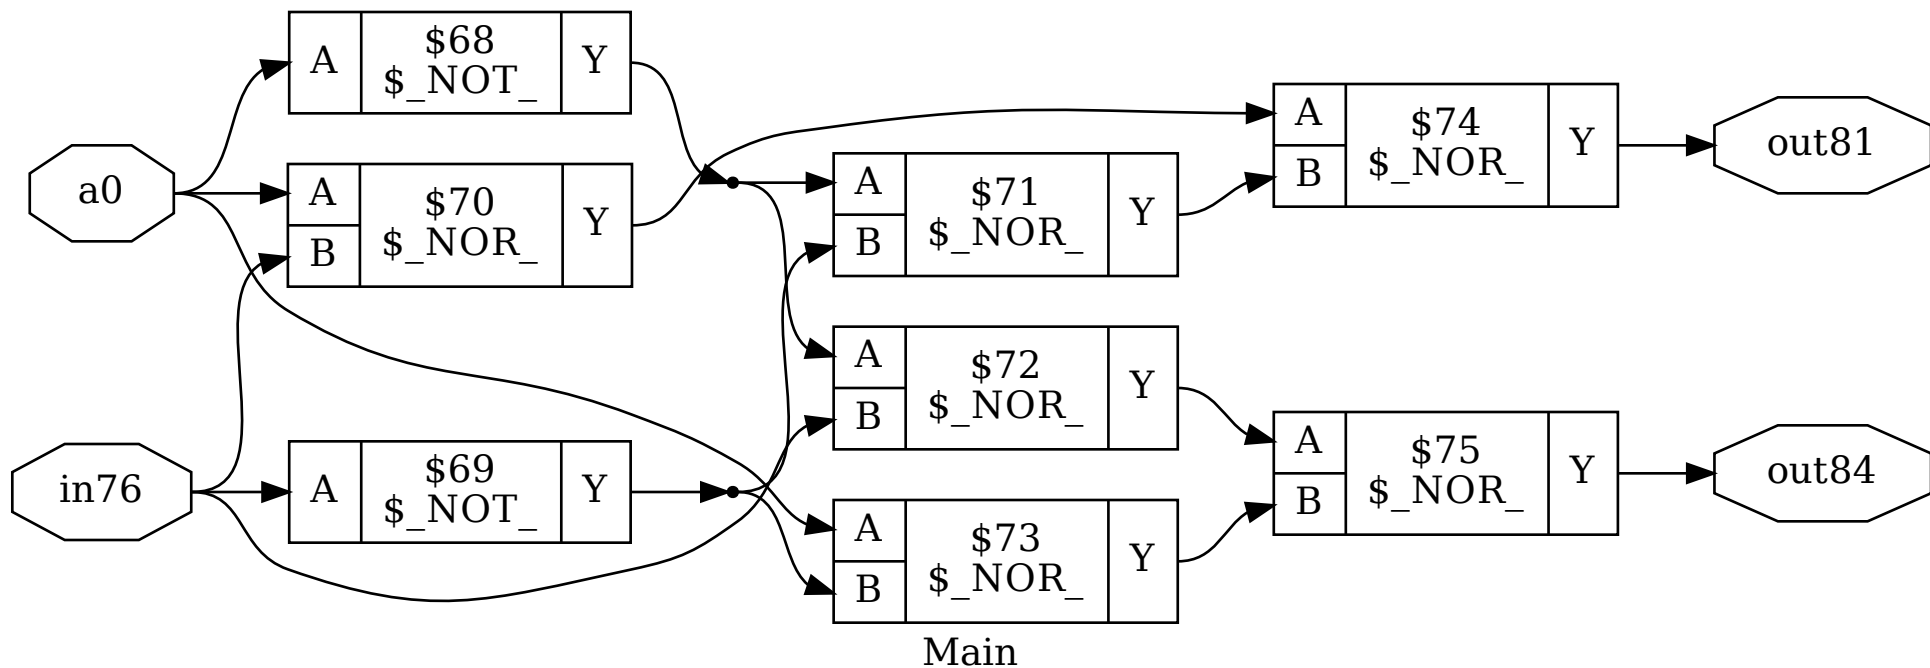 a0
in76
A
$68
$_NOT_
Y
A
B
$70
$_NOR_
Y
A
$69
$_NOT_
Y
A
B
$71
$_NOR_
Y
A
B
$72
$_NOR_
Y
A
B
$73
$_NOR_
Y
A
B
$74
$_NOR_
Y
A
B
$75
$_NOR_
Y
out81
out84
Main